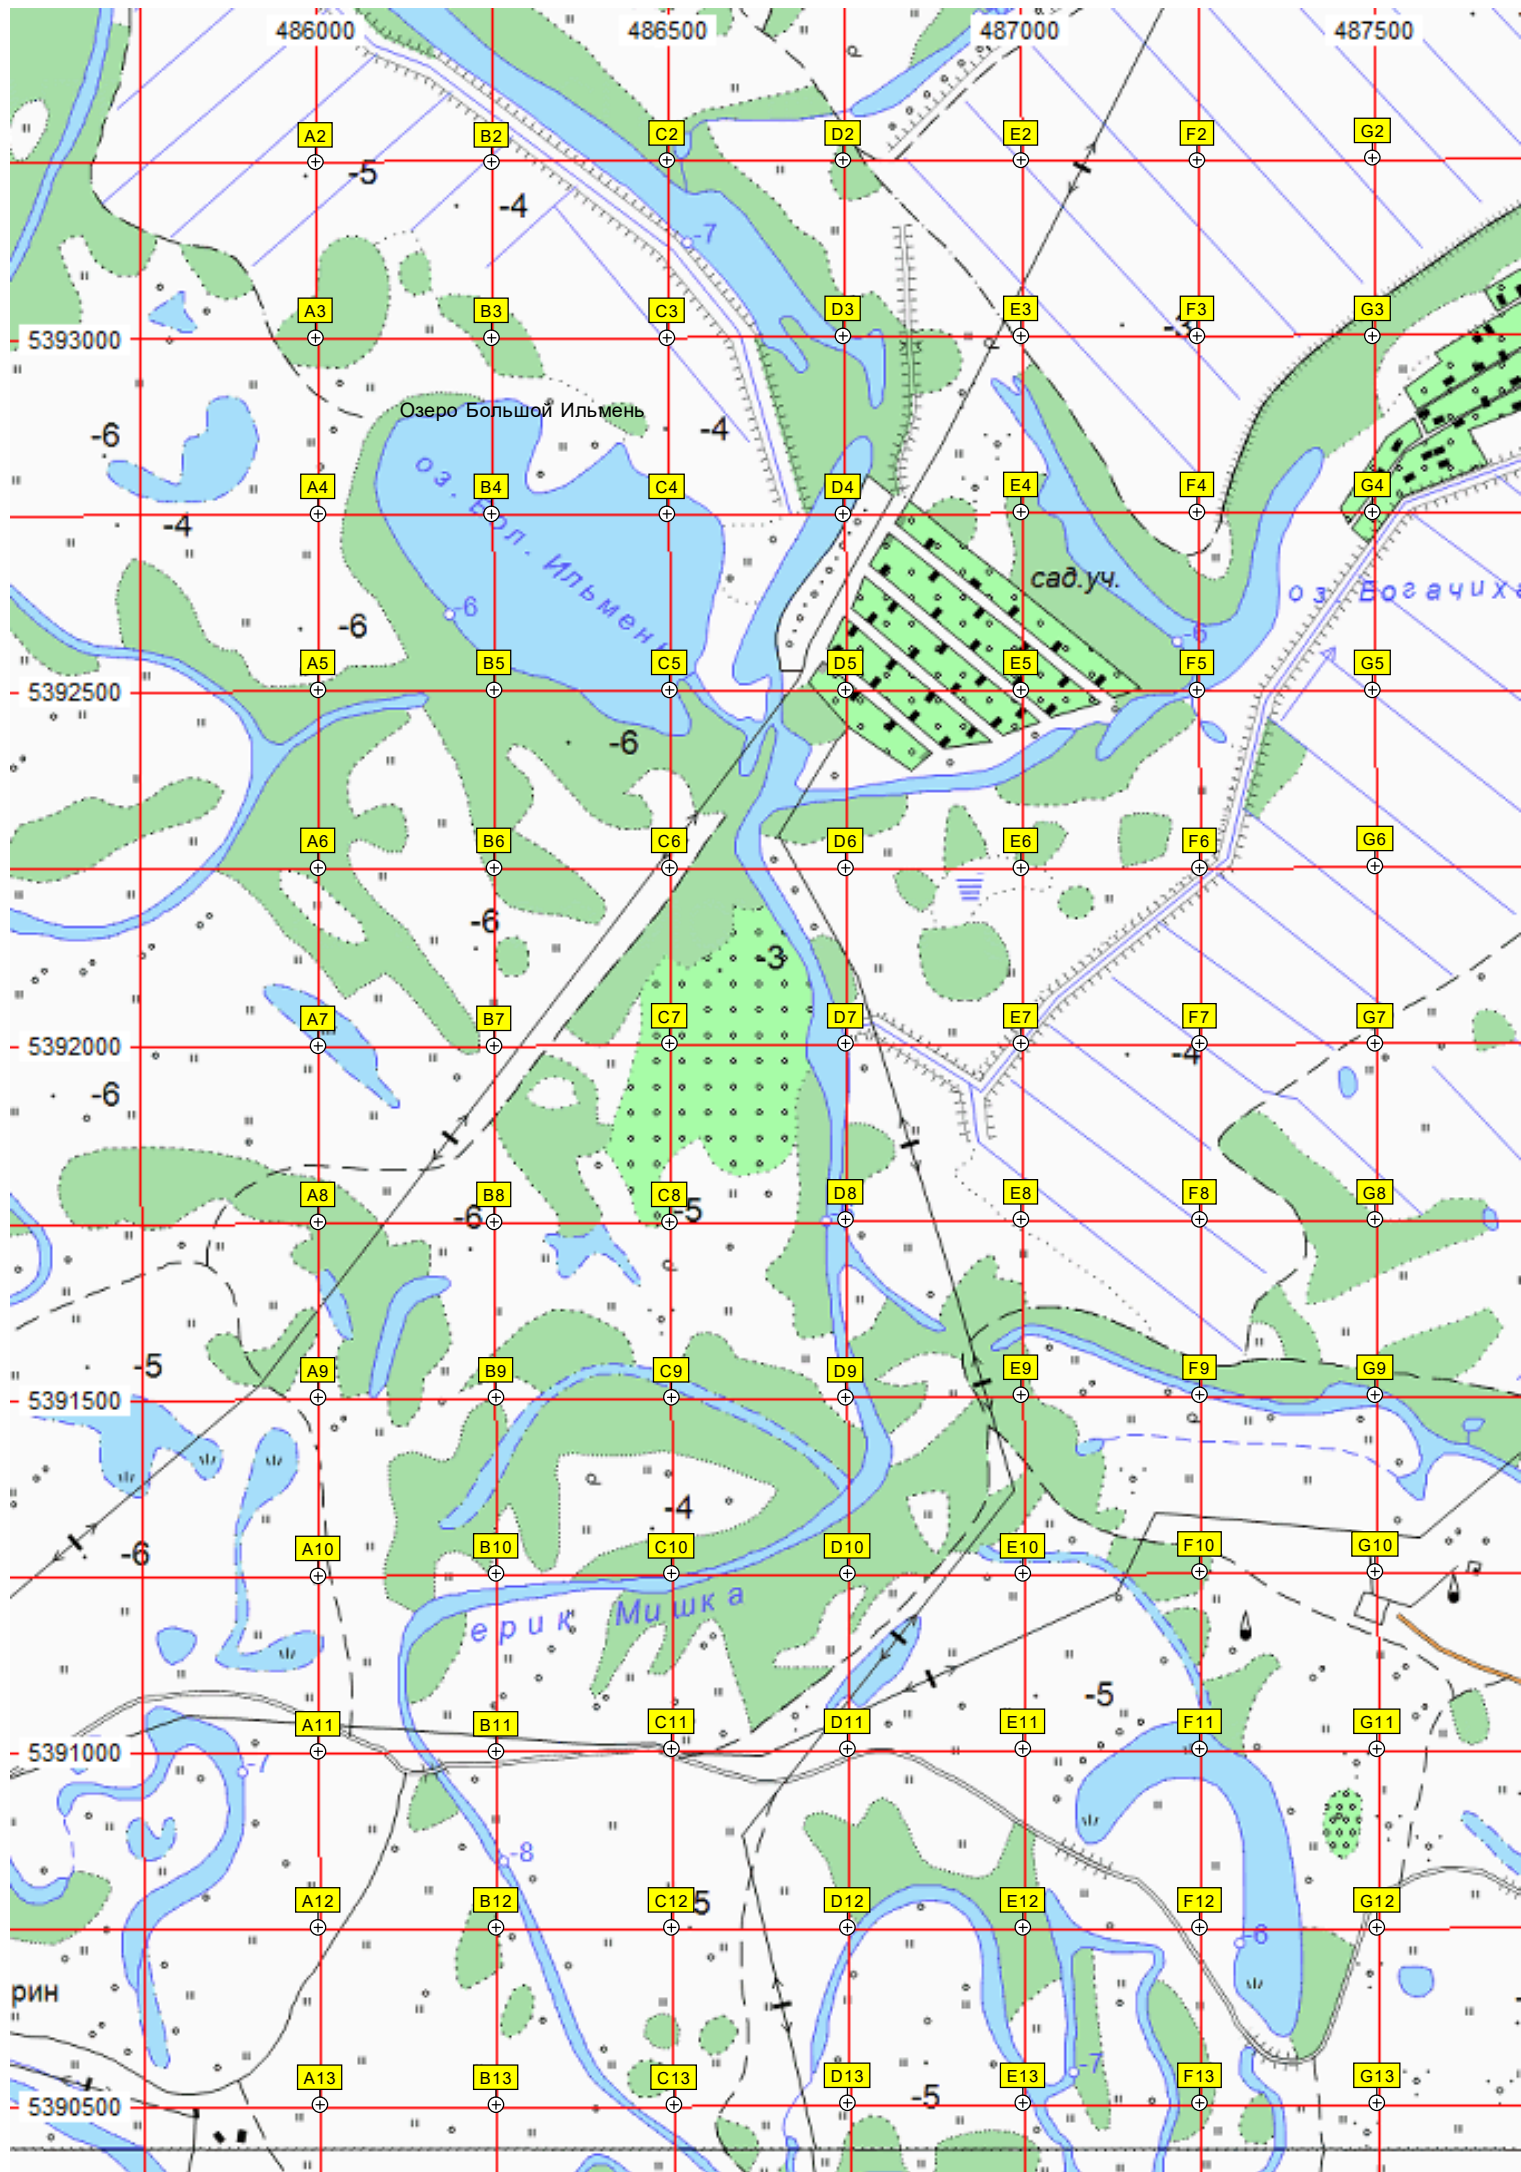 486000 486500 487000 487500
A2 B2 C2 D2 E2 F2 G2
-5
-4
-7
A3 B3 C3 D3 E3 F3 G3
-3
5393000
Озеро Большой Ильмень
-6
-4
оз. Бол. Ильмень
A4 B4 C4 D4 E4 F4 G4
-4
сад.уч.
оз. Богачиха
-6
-6
-6
A5 B5 C5 D5 E5 F5 G5
5392500
-6
A6 B6 C6 D6 E6 F6 G6
-6
-3
A7 B7 C7 D7 E7 F7 G7
5392000
-4
-6
A8 B8 C8 D8 E8 F8 G8
-6
-5
-5
A9 B9 C9 D9 E9 F9 G9
5391500
-4
-6
A10 B10 C10 D10 E10 F10 G10
ерик Мишка
-5
A11 B11 C11 D11 E11 F11 G11
5391000
-7
-8
A12 B12 C12 D12 E12 F12 G12
5
-6
рин
-7
A13 B13 C13 D13 E13 F13 G13
-5
5390500